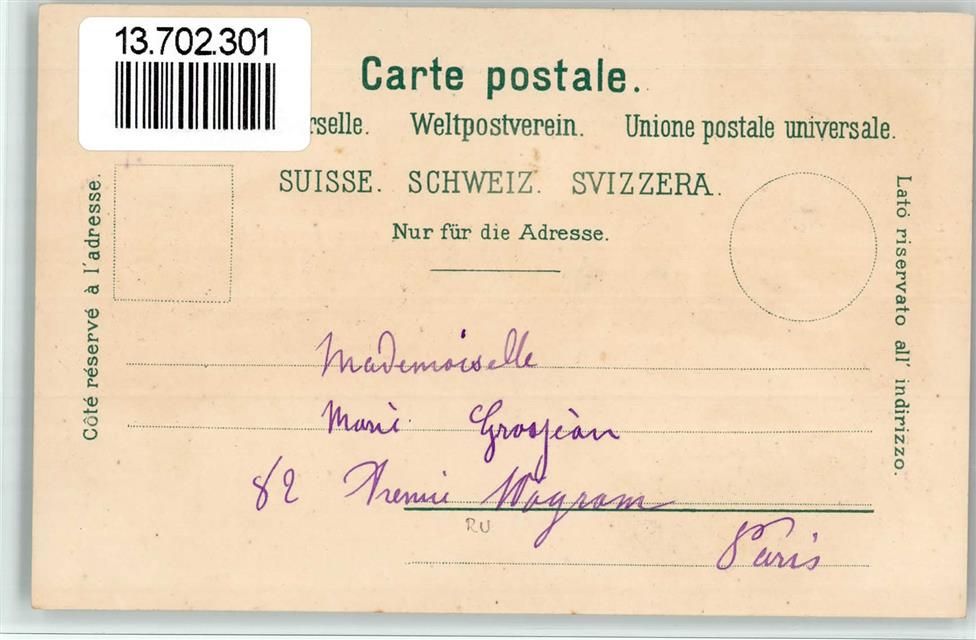 13.702.301
Carte postale.
rselle. Weltpostverein. Unione postale universale.
SUISSE. SCHWEIZ. SVIZZERA.
Nur für die Adresse.
Côté réservé à l'adresse.
Lato riservato all' indirizzo.
Mademoiselle
Marie Grosjean
82 Avenue Wagram
RU
Paris